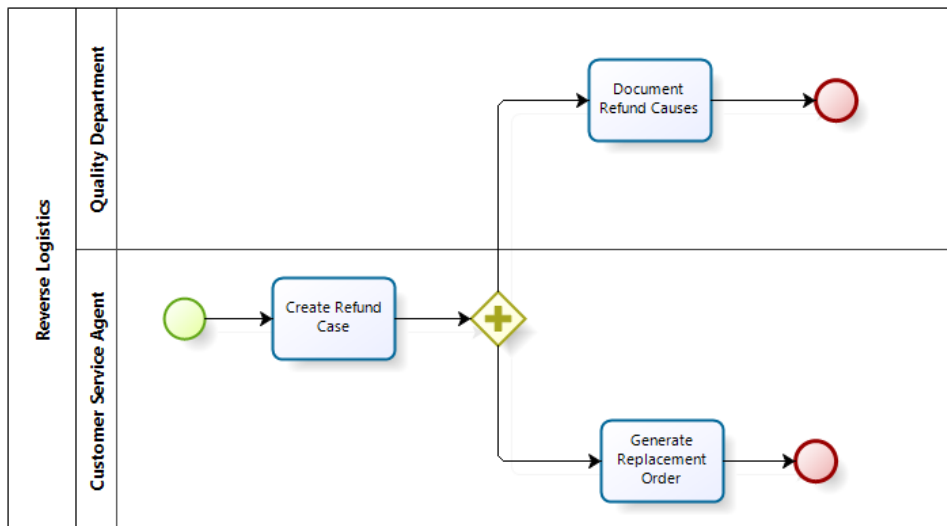 Reverse Logistics
Quality Department
Document
Refund Causes
Customer Service Agent
Create Refund
Case
Generate
Replacement
Order